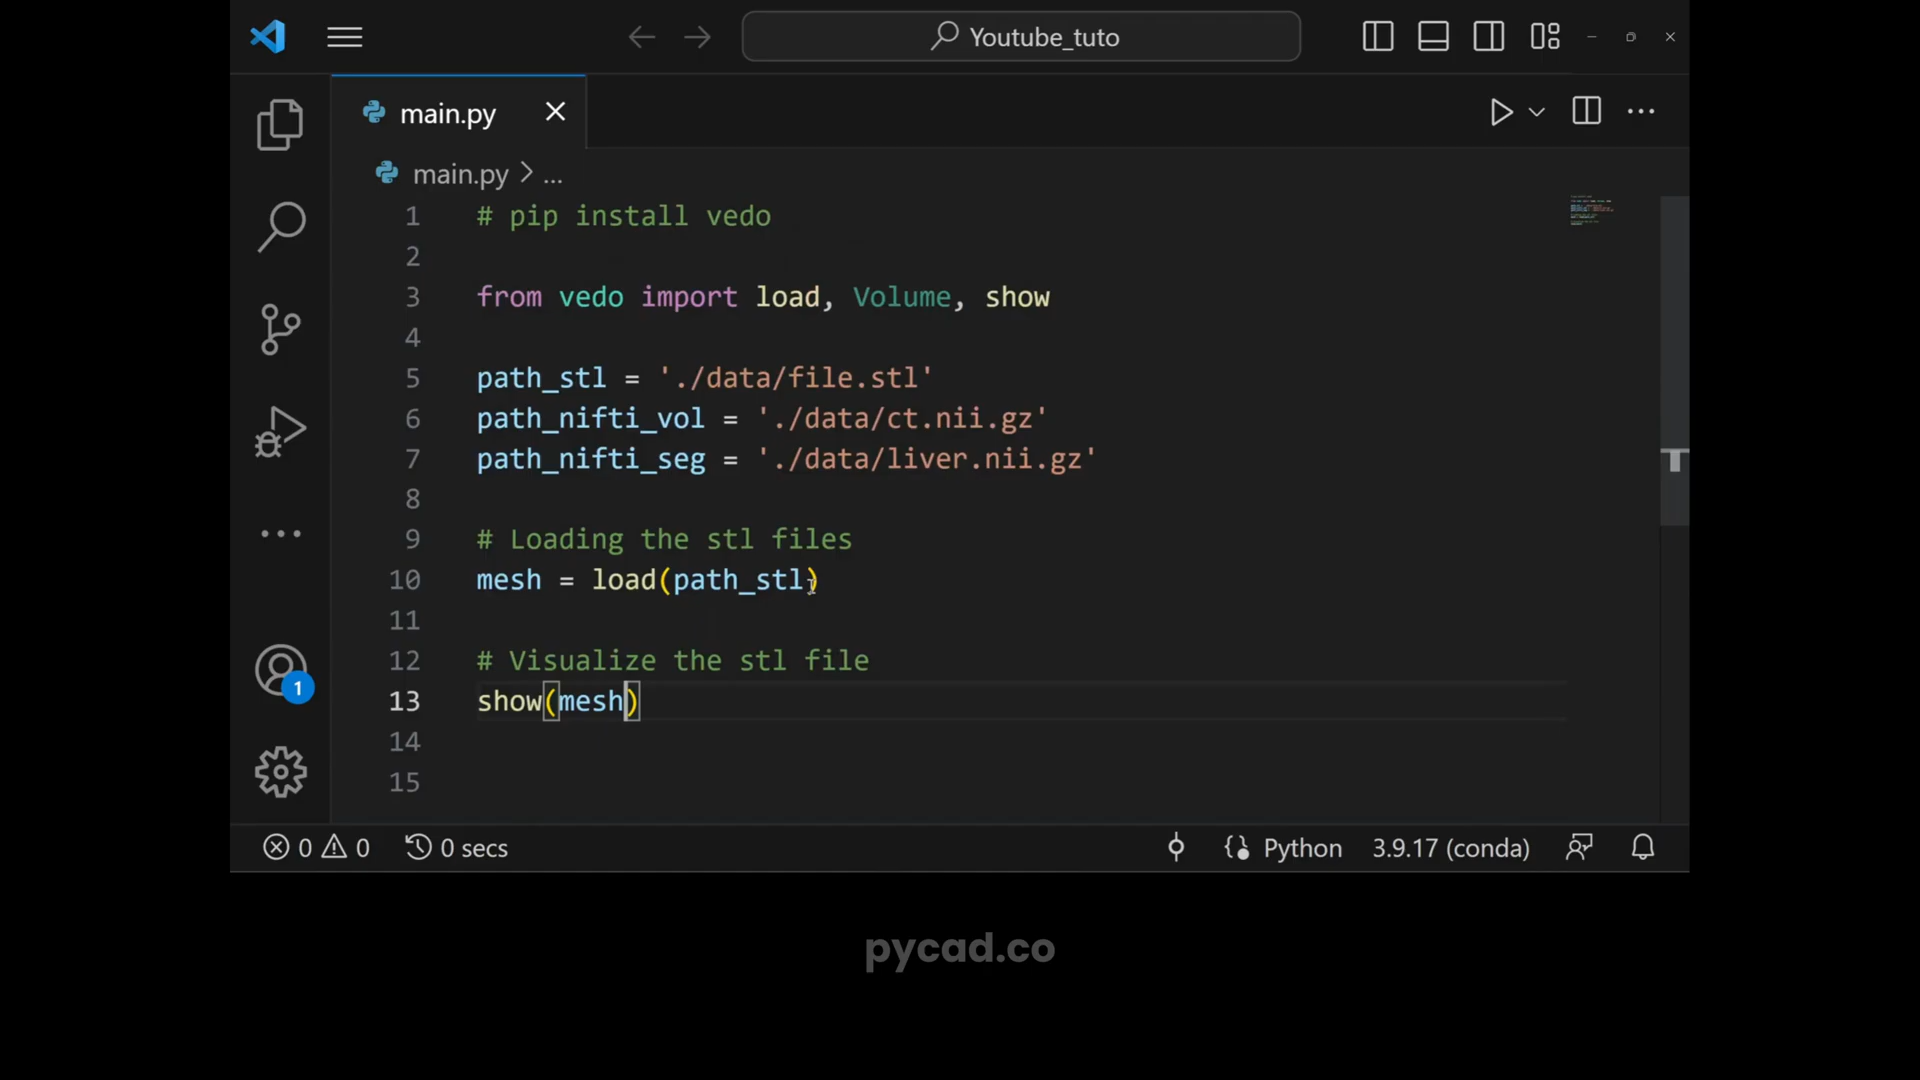 Youtube_tuto
main.py
main.py > ...
1 # pip install vedo
2
3 from vedo import load, Volume, show
4
5 path_stl = './data/file.stl'
6 path_nifti_vol = './data/ct.nii.gz'
7 path_nifti_seg = './data/liver.nii.gz'
8
9 # Loading the stl files
10 mesh = load(path_stl)
11
12 # Visualize the stl file
13 show(mesh)
14
15
1
0 0 0 secs Python 3.9.17 (conda)
pycad.co